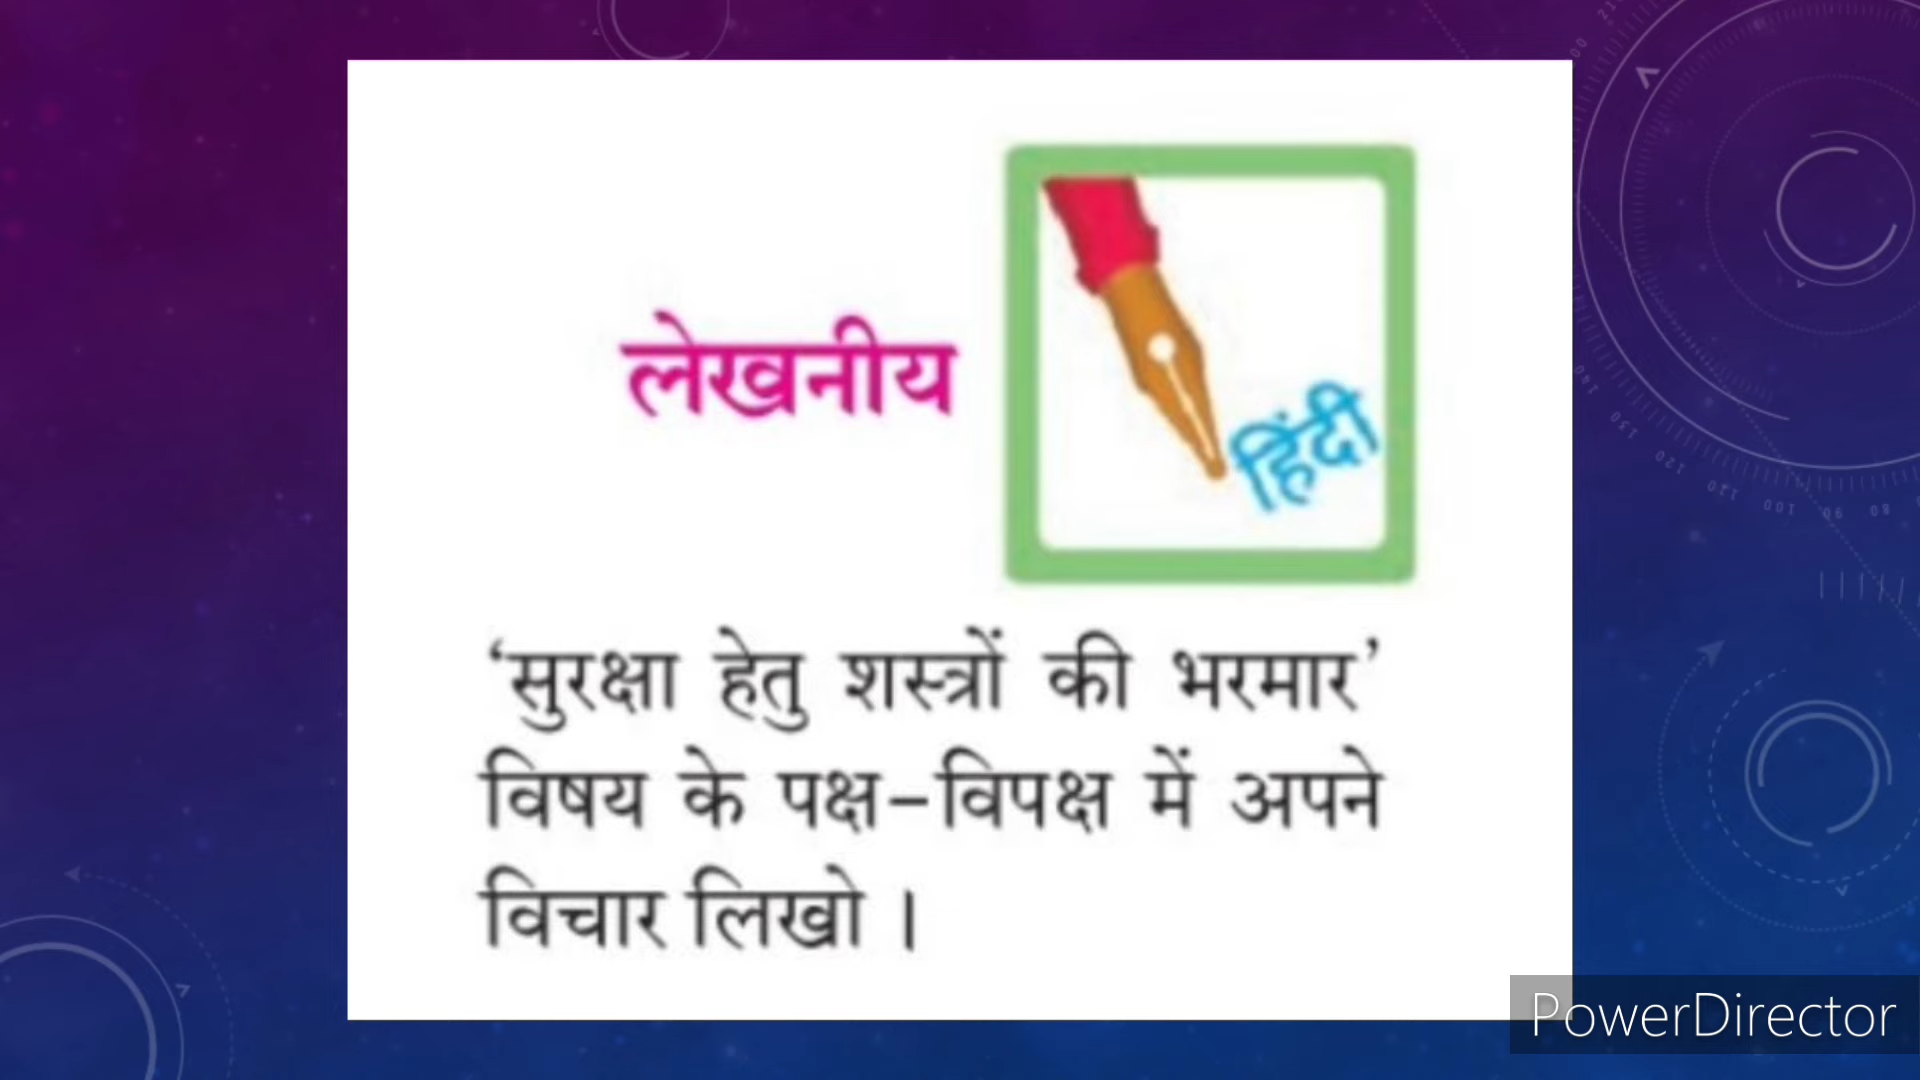 लेखनीय
हिंदी
‘सुरक्षा हेतु शस्त्रों की भरमार’
विषय के पक्ष-विपक्ष में अपने
विचार लिखो ।
PowerDirector